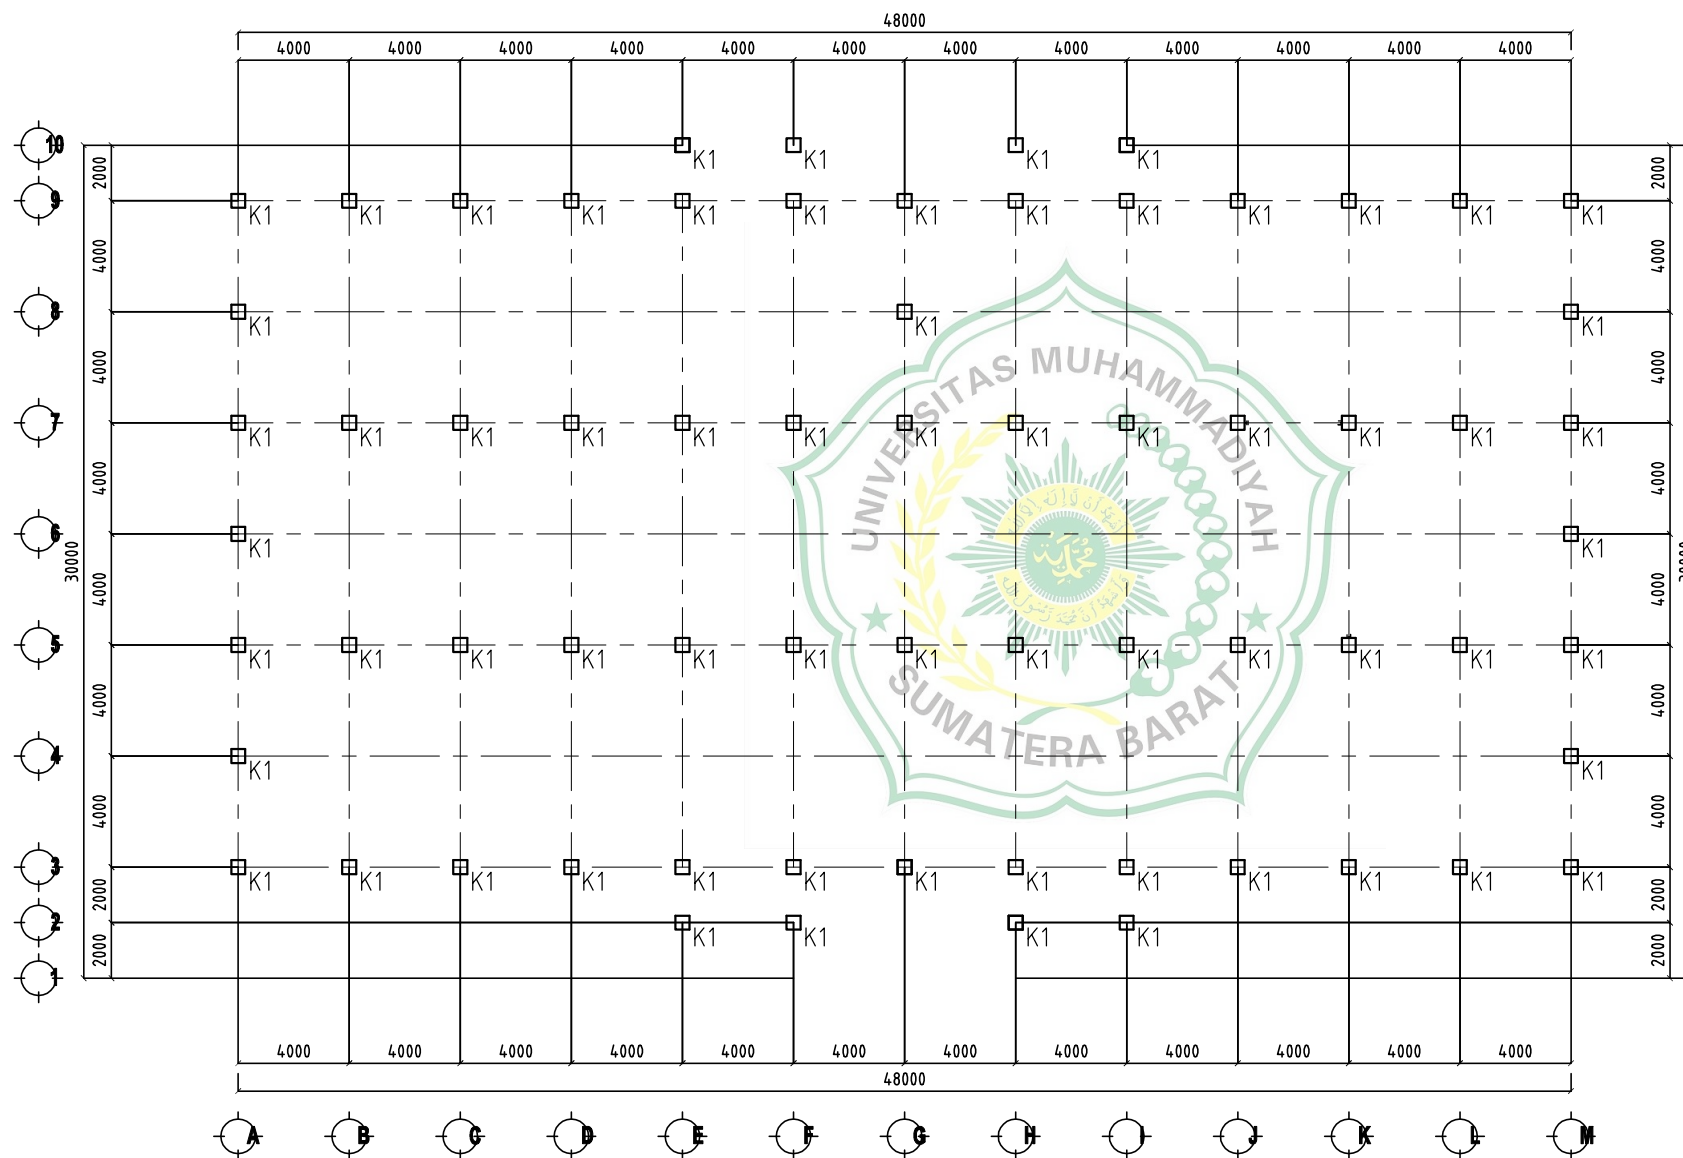 48000
4000 4000 4000 4000 4000 4000 4000 4000 4000 4000 4000 4000
10 K1 K1 K1 K1
2000 2000
9 K1 K1 K1 K1 K1 K1 K1 K1 K1 K1 K1 K1 K1
4000 4000
8 K1 K1 K1
4000 4000
UNIVERSITAS MUHAMMADIYAH
7 K1 K1 K1 K1 K1 K1 K1 K1 K1 K1 K1 K1 K1
4000 4000
6 K1 K1
30000
4000 4000
5 K1 K1 K1 K1 K1 K1 K1 K1 K1 K1 K1 K1 K1
4000 4000
SUMATERA BARAT
4 K1 K1
4000 4000
3 K1 K1 K1 K1 K1 K1 K1 K1 K1 K1 K1 K1 K1
2000 2000
2 K1 K1 K1 K1
2000 2000
1
4000 4000 4000 4000 4000 4000 4000 4000 4000 4000 4000 4000
48000
A B C D E F G H I J K L M